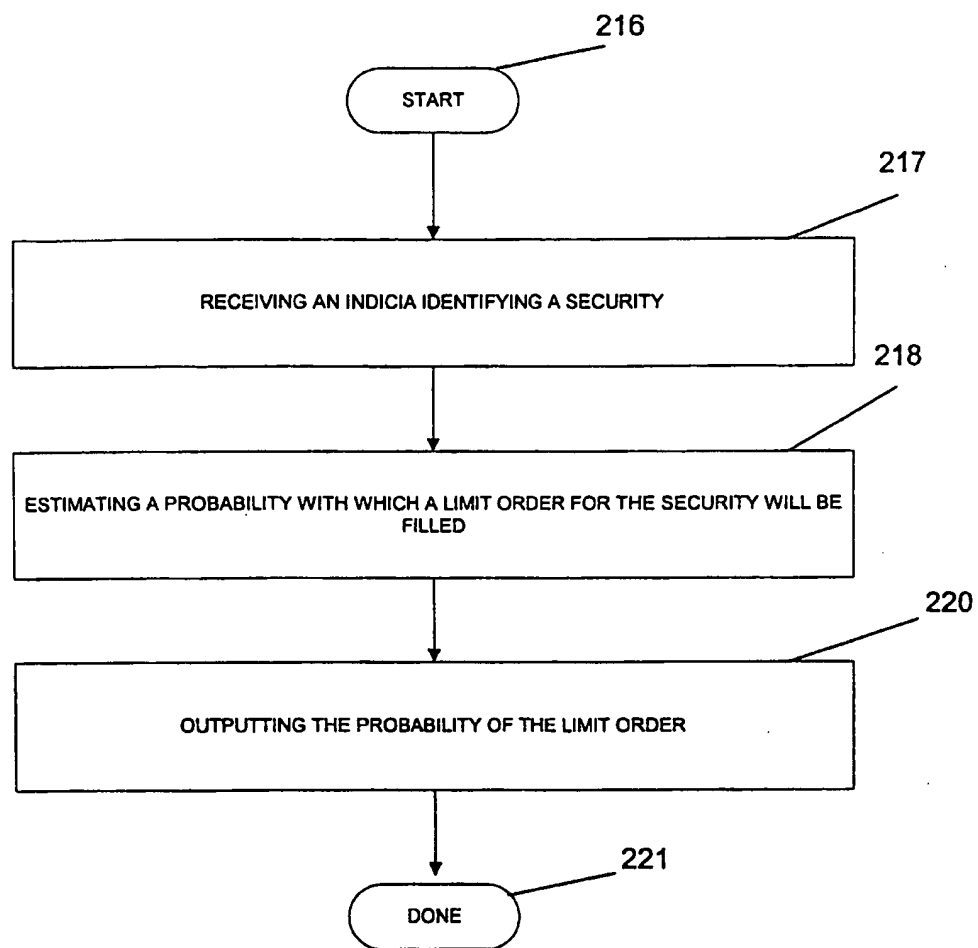 216
START
217
RECEIVING AN INDICIA IDENTIFYING A SECURITY
218
ESTIMATING A PROBABILITY WITH WHICH A LIMIT ORDER FOR THE SECURITY WILL BE
FILLED
220
OUTPUTTING THE PROBABILITY OF THE LIMIT ORDER
221
DONE